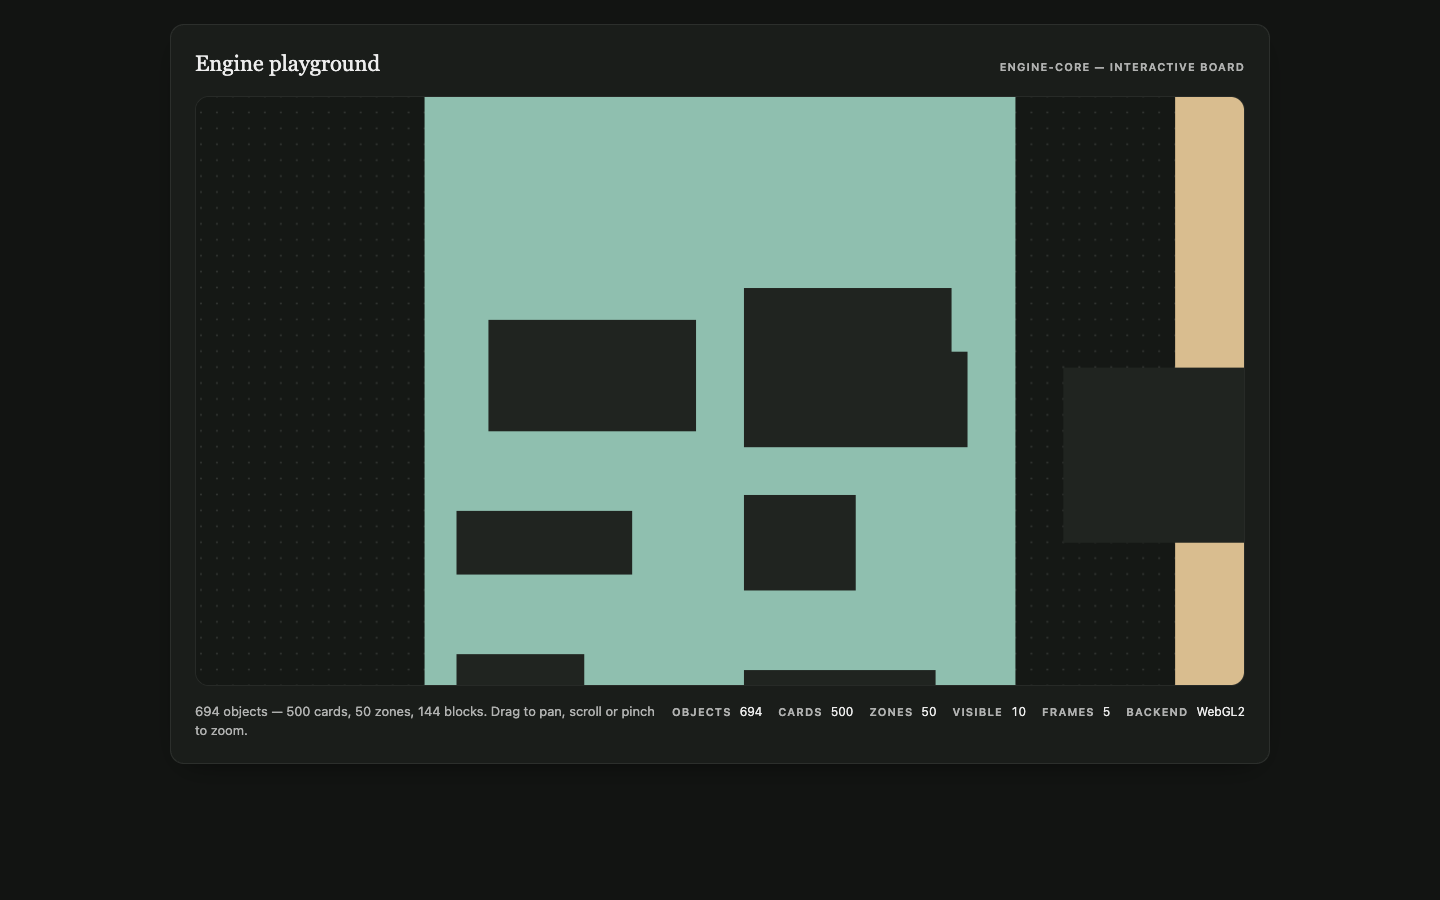 Engine playground
ENGINE-CORE — INTERACTIVE BOARD
694 objects — 500 cards, 50 zones, 144 blocks. Drag to pan, scroll or pinch
to zoom.
OBJECTS 694 CARDS 500 ZONES 50 VISIBLE 10 FRAMES 5 BACKEND WebGL2